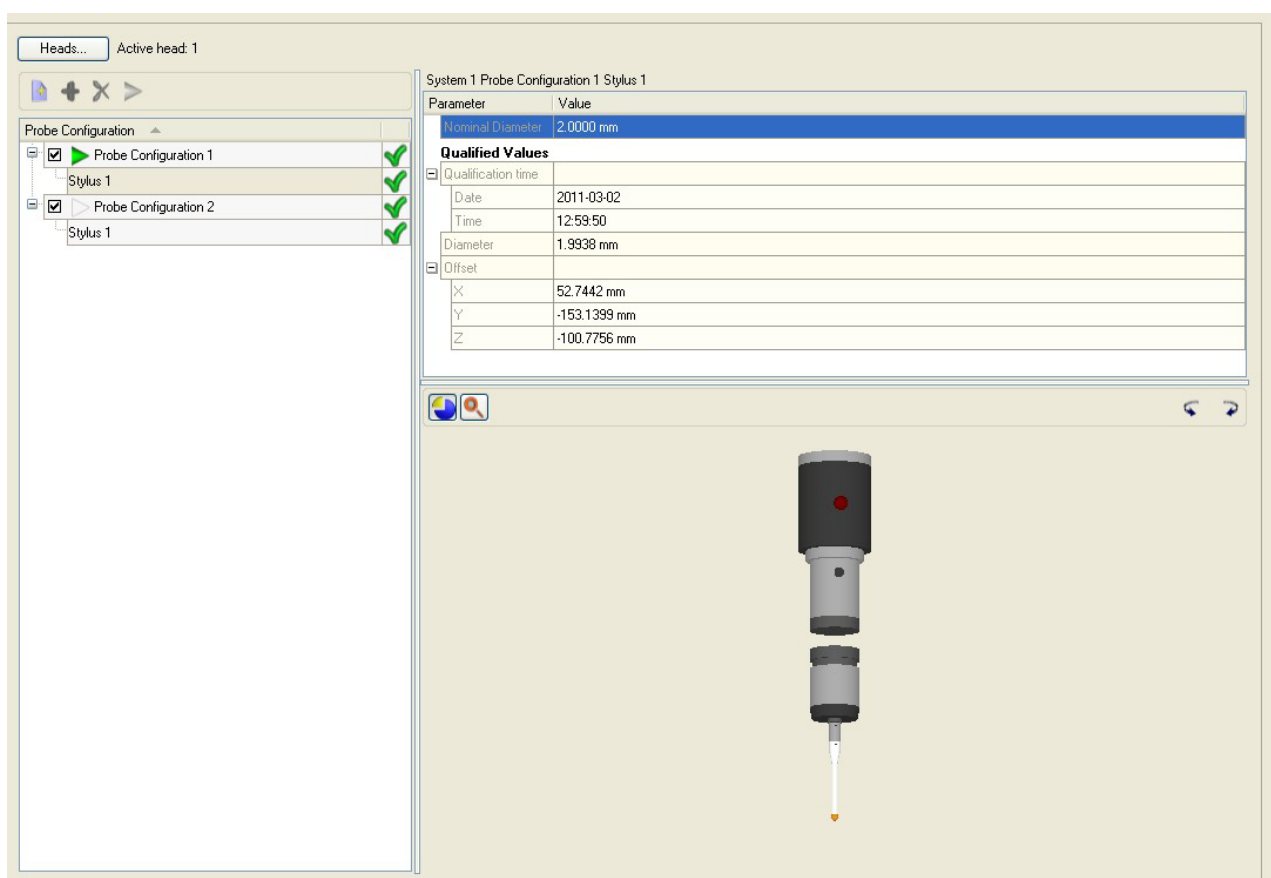 Heads... Active head: 1
System 1 Probe Configuration 1 Stylus 1
Parameter Value
Nominal Diameter 2.0000 mm
Qualified Values
Qualification time
Date 2011-03-02
Time 12:59:50
Diameter 1.9938 mm
Offset
X 52.7442 mm
Y -153.1399 mm
Z -100.7756 mm
Probe Configuration
Probe Configuration 1
Stylus 1
Probe Configuration 2
Stylus 1